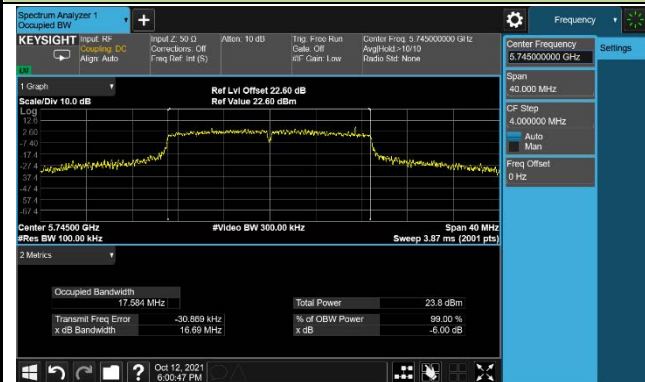 Spectrum Analyzer 1
Occupied BW
+
Frequency
KEYSIGHT
Input: RF
Coupling: DC
Align: Auto
Input Z: 50 Ω
Corrections: Off
Freq Ref: Int (S)
Atten: 10 dB
Trig: Free Run
Gate: Off
#IF Gain: Low
Center Freq: 5.745000000 GHz
Avg|Hold:>10/10
Radio Std: None
Center Frequency
5.745000000 GHz
Settings
Span
40.000 MHz
CF Step
4.000000 MHz
Auto
Man
Freq Offset
0 Hz
1 Graph
Scale/Div 10.0 dB
Ref Lvl Offset 22.60 dB
Ref Value 22.60 dBm
Log
12.6
2.60
-7.40
-17.4
-27.4
-37.4
-47.4
-57.4
-67.4
Center 5.74500 GHz
#Video BW 300.00 kHz
Span 40 MHz
#Res BW 100.00 kHz
Sweep 3.87 ms (2001 pts)
2 Metrics
Occupied Bandwidth
17.584 MHz
Total Power 23.8 dBm
Transmit Freq Error -30.869 kHz
% of OBW Power 99.00 %
x dB Bandwidth 16.69 MHz
x dB -6.00 dB
?
Oct 12, 2021
6:00:47 PM